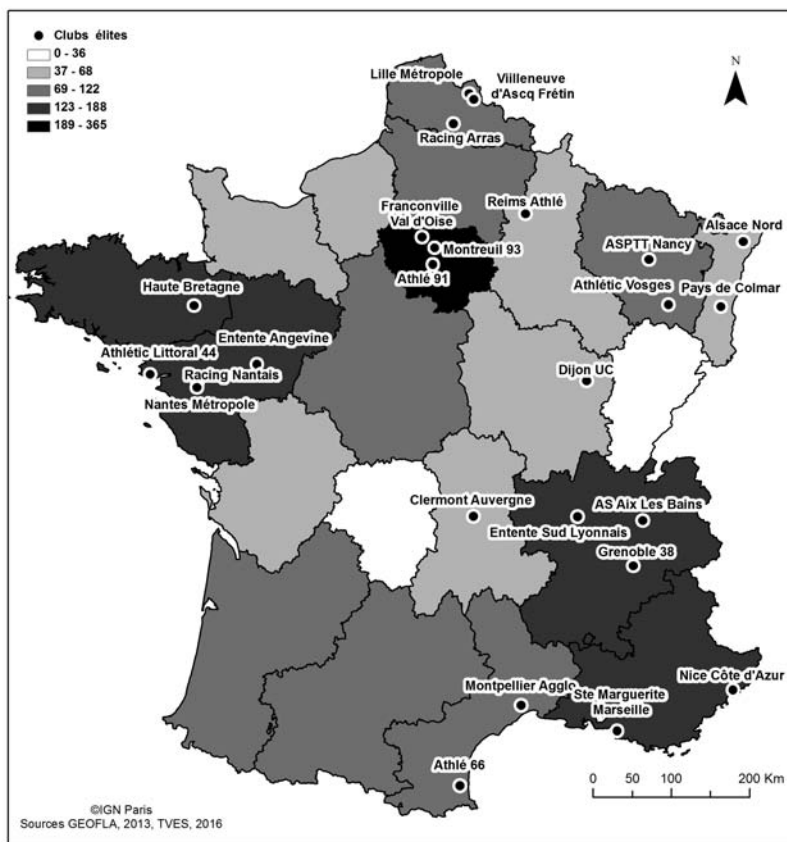 Clubs élites
0 - 36
37 - 68
69 - 122
123 - 188
189 - 365
N
Lille Métropole
Viilleneuve
d'Ascq Frétin
Racing Arras
Franconville
Val d'Oise
Reims Athlé
Alsace Nord
Montreuil 93
ASPTT Nancy
Athlé 91
Haute Bretagne
Athlétic Vosges
Pays de Colmar
Entente Angevine
Athlétic Littoral 44
Racing Nantais
Dijon UC
Nantes Métropole
Clermont Auvergne
AS Aix Les Bains
Entente Sud Lyonnais
Grenoble 38
Nice Côte d'Azur
Montpellier Agglo
Ste Marguerite
Marseille
Athlé 66
0 50 100 200 Km
©IGN Paris
Sources GEOFLA, 2013, TVES, 2016